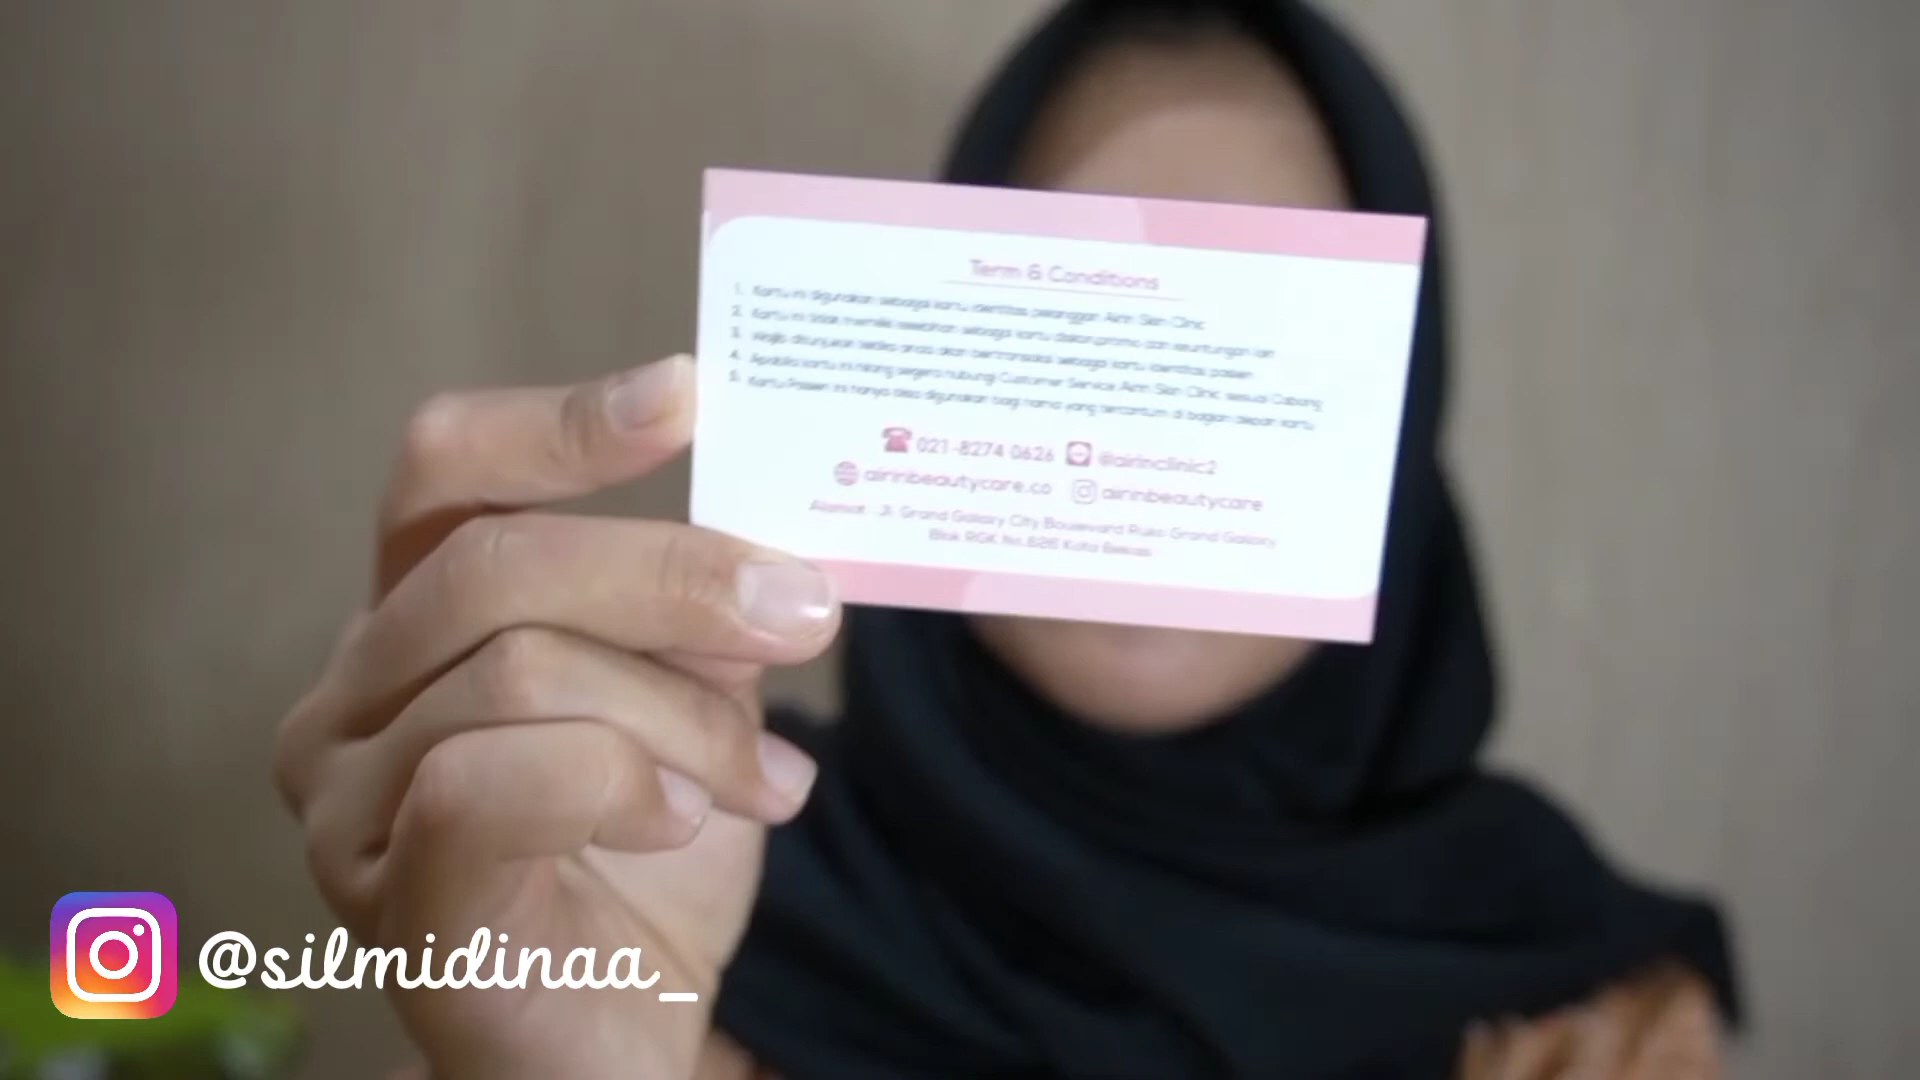 Term & Conditions
1. Kartu ini digunakan sebagai kartu identitas pelanggan Airin Skin Clinic
2. Kartu ini tidak memiliki sebagai kartu diskon,promo dan keuntungan lain
3. Wajib ditunjukan ketika anda akan bertransaksi sebagai kartu identitas pasien
4. Apabila kartu ini hilang segera hubungi Customer Service Airin Skin Clinic sesuai Cabang
5. Kartu Pasien ini hanya bisa digunakan bagi nama yang tercantum di bagian depan kartu
021-8274 0626 @airinclinic2
airinbeautycare.co airinbeautycare
Alamat : Jl. Grand Galaxy City Boulevard Ruko Grand Galaxy
Blok RGK No.826 Kota Bekasi
@silmidinaa_